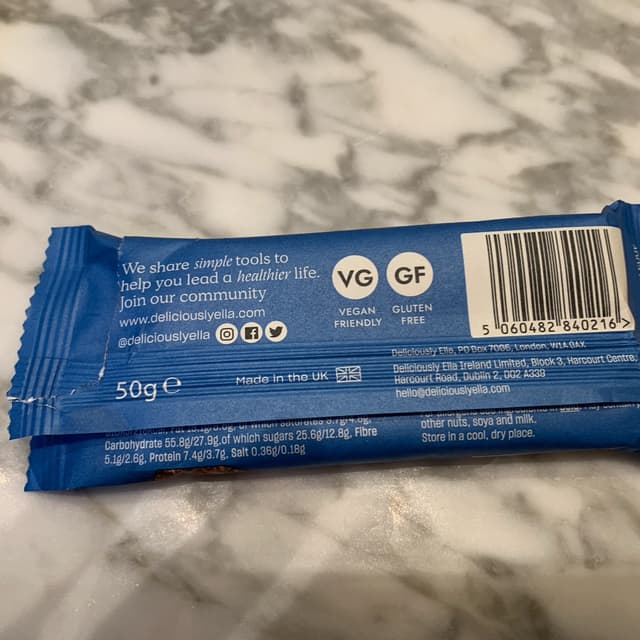 We share simple tools to
help you lead a healthier life.
Join our community
www.deliciouslyella.com
@deliciouslyella
VG
VEGAN
FRIENDLY
GF
GLUTEN
FREE
5 060482 840216 >
50g ℮
Made in the UK
Deliciously Ella, PO Box 7006, London, W1A 0AX.
Deliciously Ella Ireland Limited, Block 3, Harcourt Centre,
Harcourt Road, Dublin 2, D02 A339
hello@deliciouslyella.com
of which saturates
Carbohydrate 55.8g/27.9g, of which sugars 25.6g/12.8g, Fibre
5.1g/2.6g, Protein 7.4g/3.7g, Salt 0.36g/0.18g
other nuts, soya and milk.
Store in a cool, dry place.